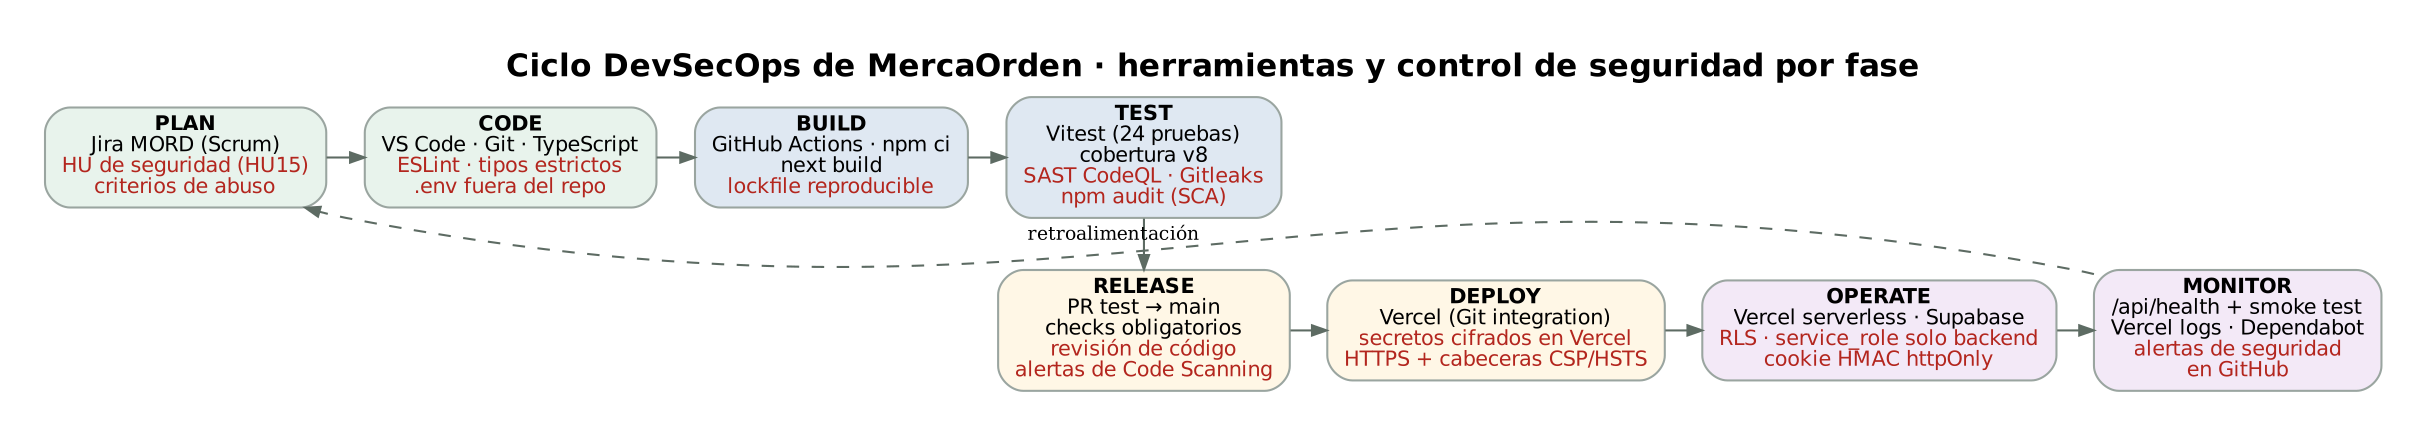 Ciclo DevSecOps de MercaOrden · herramientas y control de seguridad por fase
PLAN
Jira MORD (Scrum)
HU de seguridad (HU15)
criterios de abuso
CODE
VS Code · Git · TypeScript
ESLint · tipos estrictos
.env fuera del repo
BUILD
GitHub Actions · npm ci
next build
lockfile reproducible
TEST
Vitest (24 pruebas)
cobertura v8
SAST CodeQL · Gitleaks
npm audit (SCA)
retroalimentación
RELEASE
PR test → main
checks obligatorios
revisión de código
alertas de Code Scanning
DEPLOY
Vercel (Git integration)
secretos cifrados en Vercel
HTTPS + cabeceras CSP/HSTS
OPERATE
Vercel serverless · Supabase
RLS · service_role solo backend
cookie HMAC httpOnly
MONITOR
/api/health + smoke test
Vercel logs · Dependabot
alertas de seguridad
en GitHub